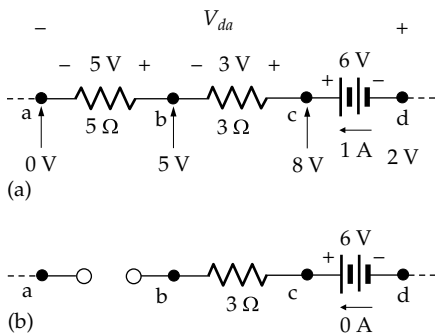 − V_da +
− 5 V + − 3 V + 6 V
+ −
a 5 Ω b 3 Ω c d
1 A
0 V 5 V 8 V 2 V
(a)
6 V
+ −
a b 3 Ω c d
0 A
(b)